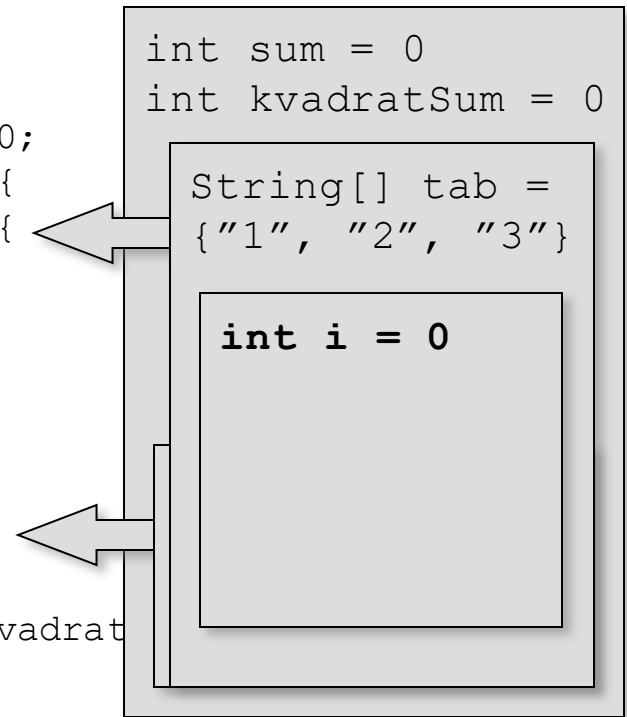 int sum = 0
int kvadratSum = 0
0;
{
{
String[] tab =
{”1”, ”2”, ”3”}
int i = 0
vadrat